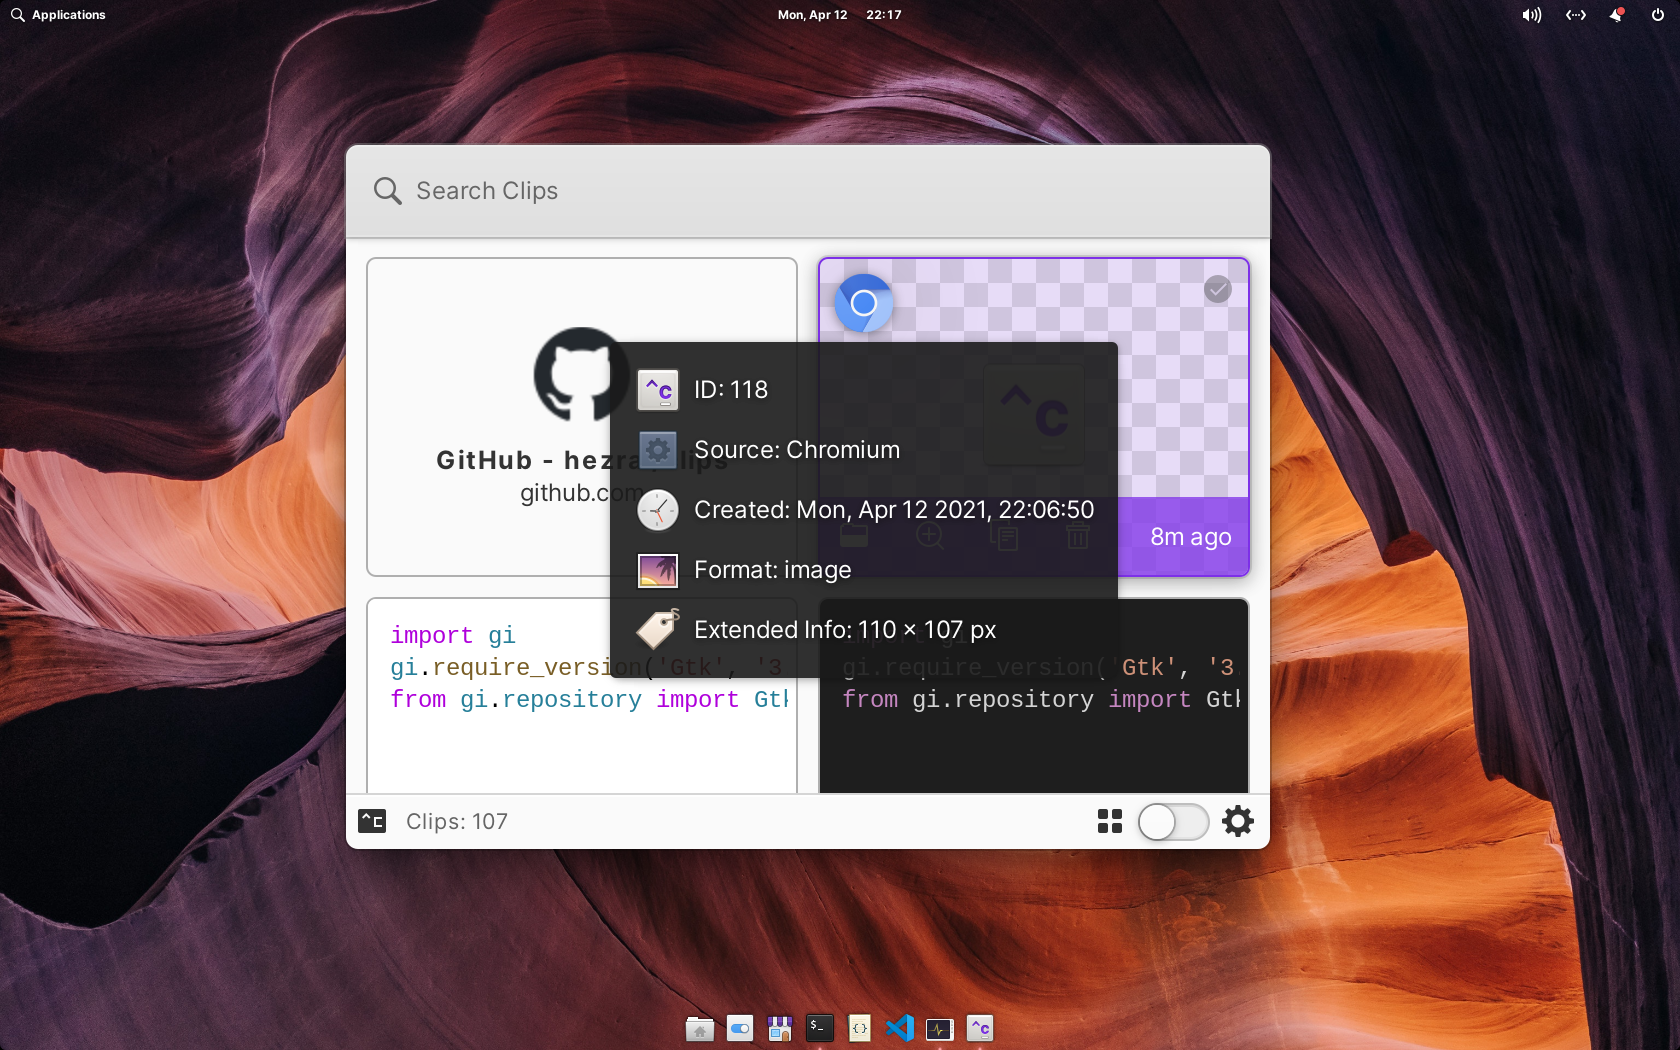 Applications
Mon, Apr 12 22:17
Search Clips
GitHub - hezra lips
github.com
^c
ID: 118
Source: Chromium
Created: Mon, Apr 12 2021, 22:06:50
Format: image
Extended Info: 110 × 107 px
^c
8m ago
import gi
gi.require_version('Gtk', '3
from gi.repository import Gtk
import gi
gi.require_version('Gtk', '3.
from gi.repository import Gtk
^C
Clips: 107
$_
{}
^c